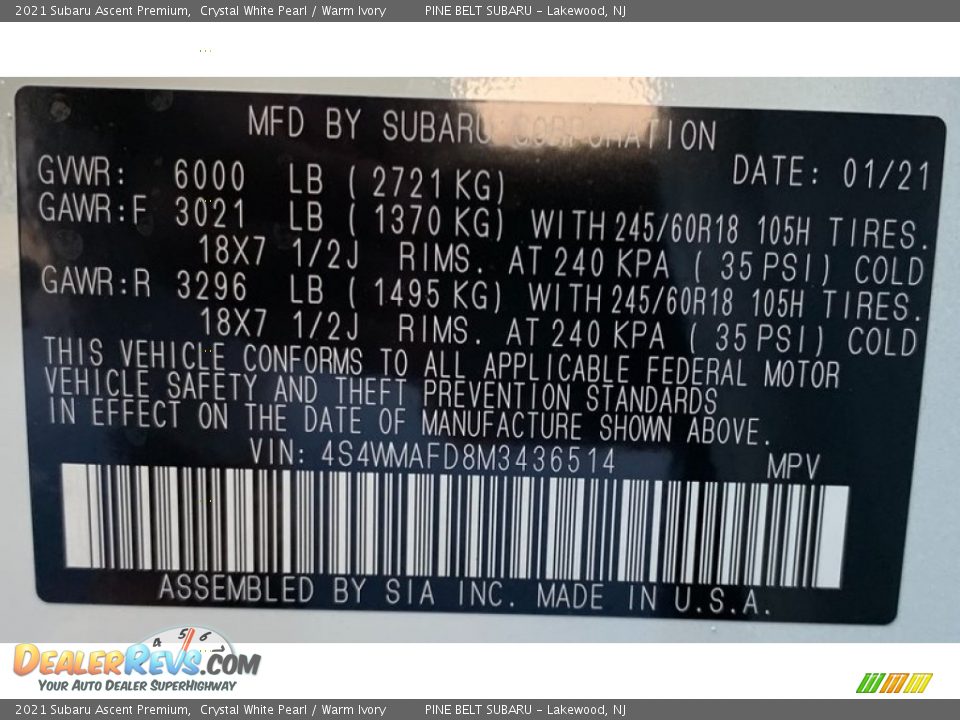 2021 Subaru Ascent Premium,  Crystal White Pearl / Warm Ivory    PINE BELT SUBARU - Lakewood, NJ
MFD BY SUBARU CORPORATION
DATE: 01/21
GVWR: 6000 LB ( 2721 KG)
GAWR:F 3021 LB ( 1370 KG) WITH 245/60R18 105H TIRES.
18X7 1/2J RIMS. AT 240 KPA ( 35 PSI) COLD
GAWR:R 3296 LB ( 1495 KG) WITH 245/60R18 105H TIRES.
18X7 1/2J RIMS. AT 240 KPA ( 35 PSI) COLD
THIS VEHICLE CONFORMS TO ALL APPLICABLE FEDERAL MOTOR
VEHICLE SAFETY AND THEFT PREVENTION STANDARDS
IN EFFECT ON THE DATE OF MANUFACTURE SHOWN ABOVE.
VIN: 4S4WMAFD8M3436514 MPV
ASSEMBLED BY SIA INC. MADE IN U.S.A.
4 5 6 7
DEALERREVS.COM
YOUR AUTO DEALER SUPERHIGHWAY
2021 Subaru Ascent Premium,  Crystal White Pearl / Warm Ivory    PINE BELT SUBARU - Lakewood, NJ